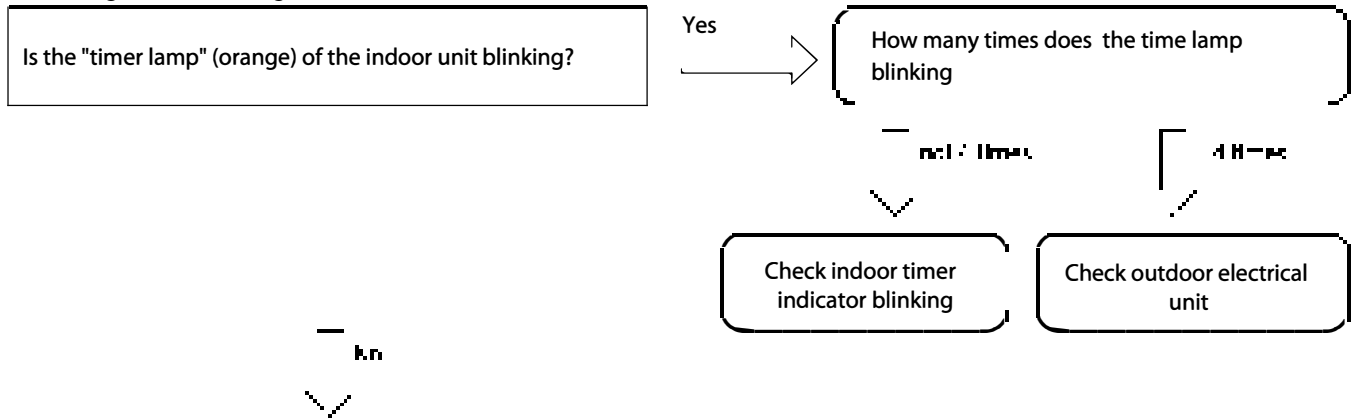 Is the "timer lamp" (orange) of the indoor unit blinking?
Yes
How many times does the time lamp
blinking
times
Check indoor timer
indicator blinking
Check outdoor electrical
unit